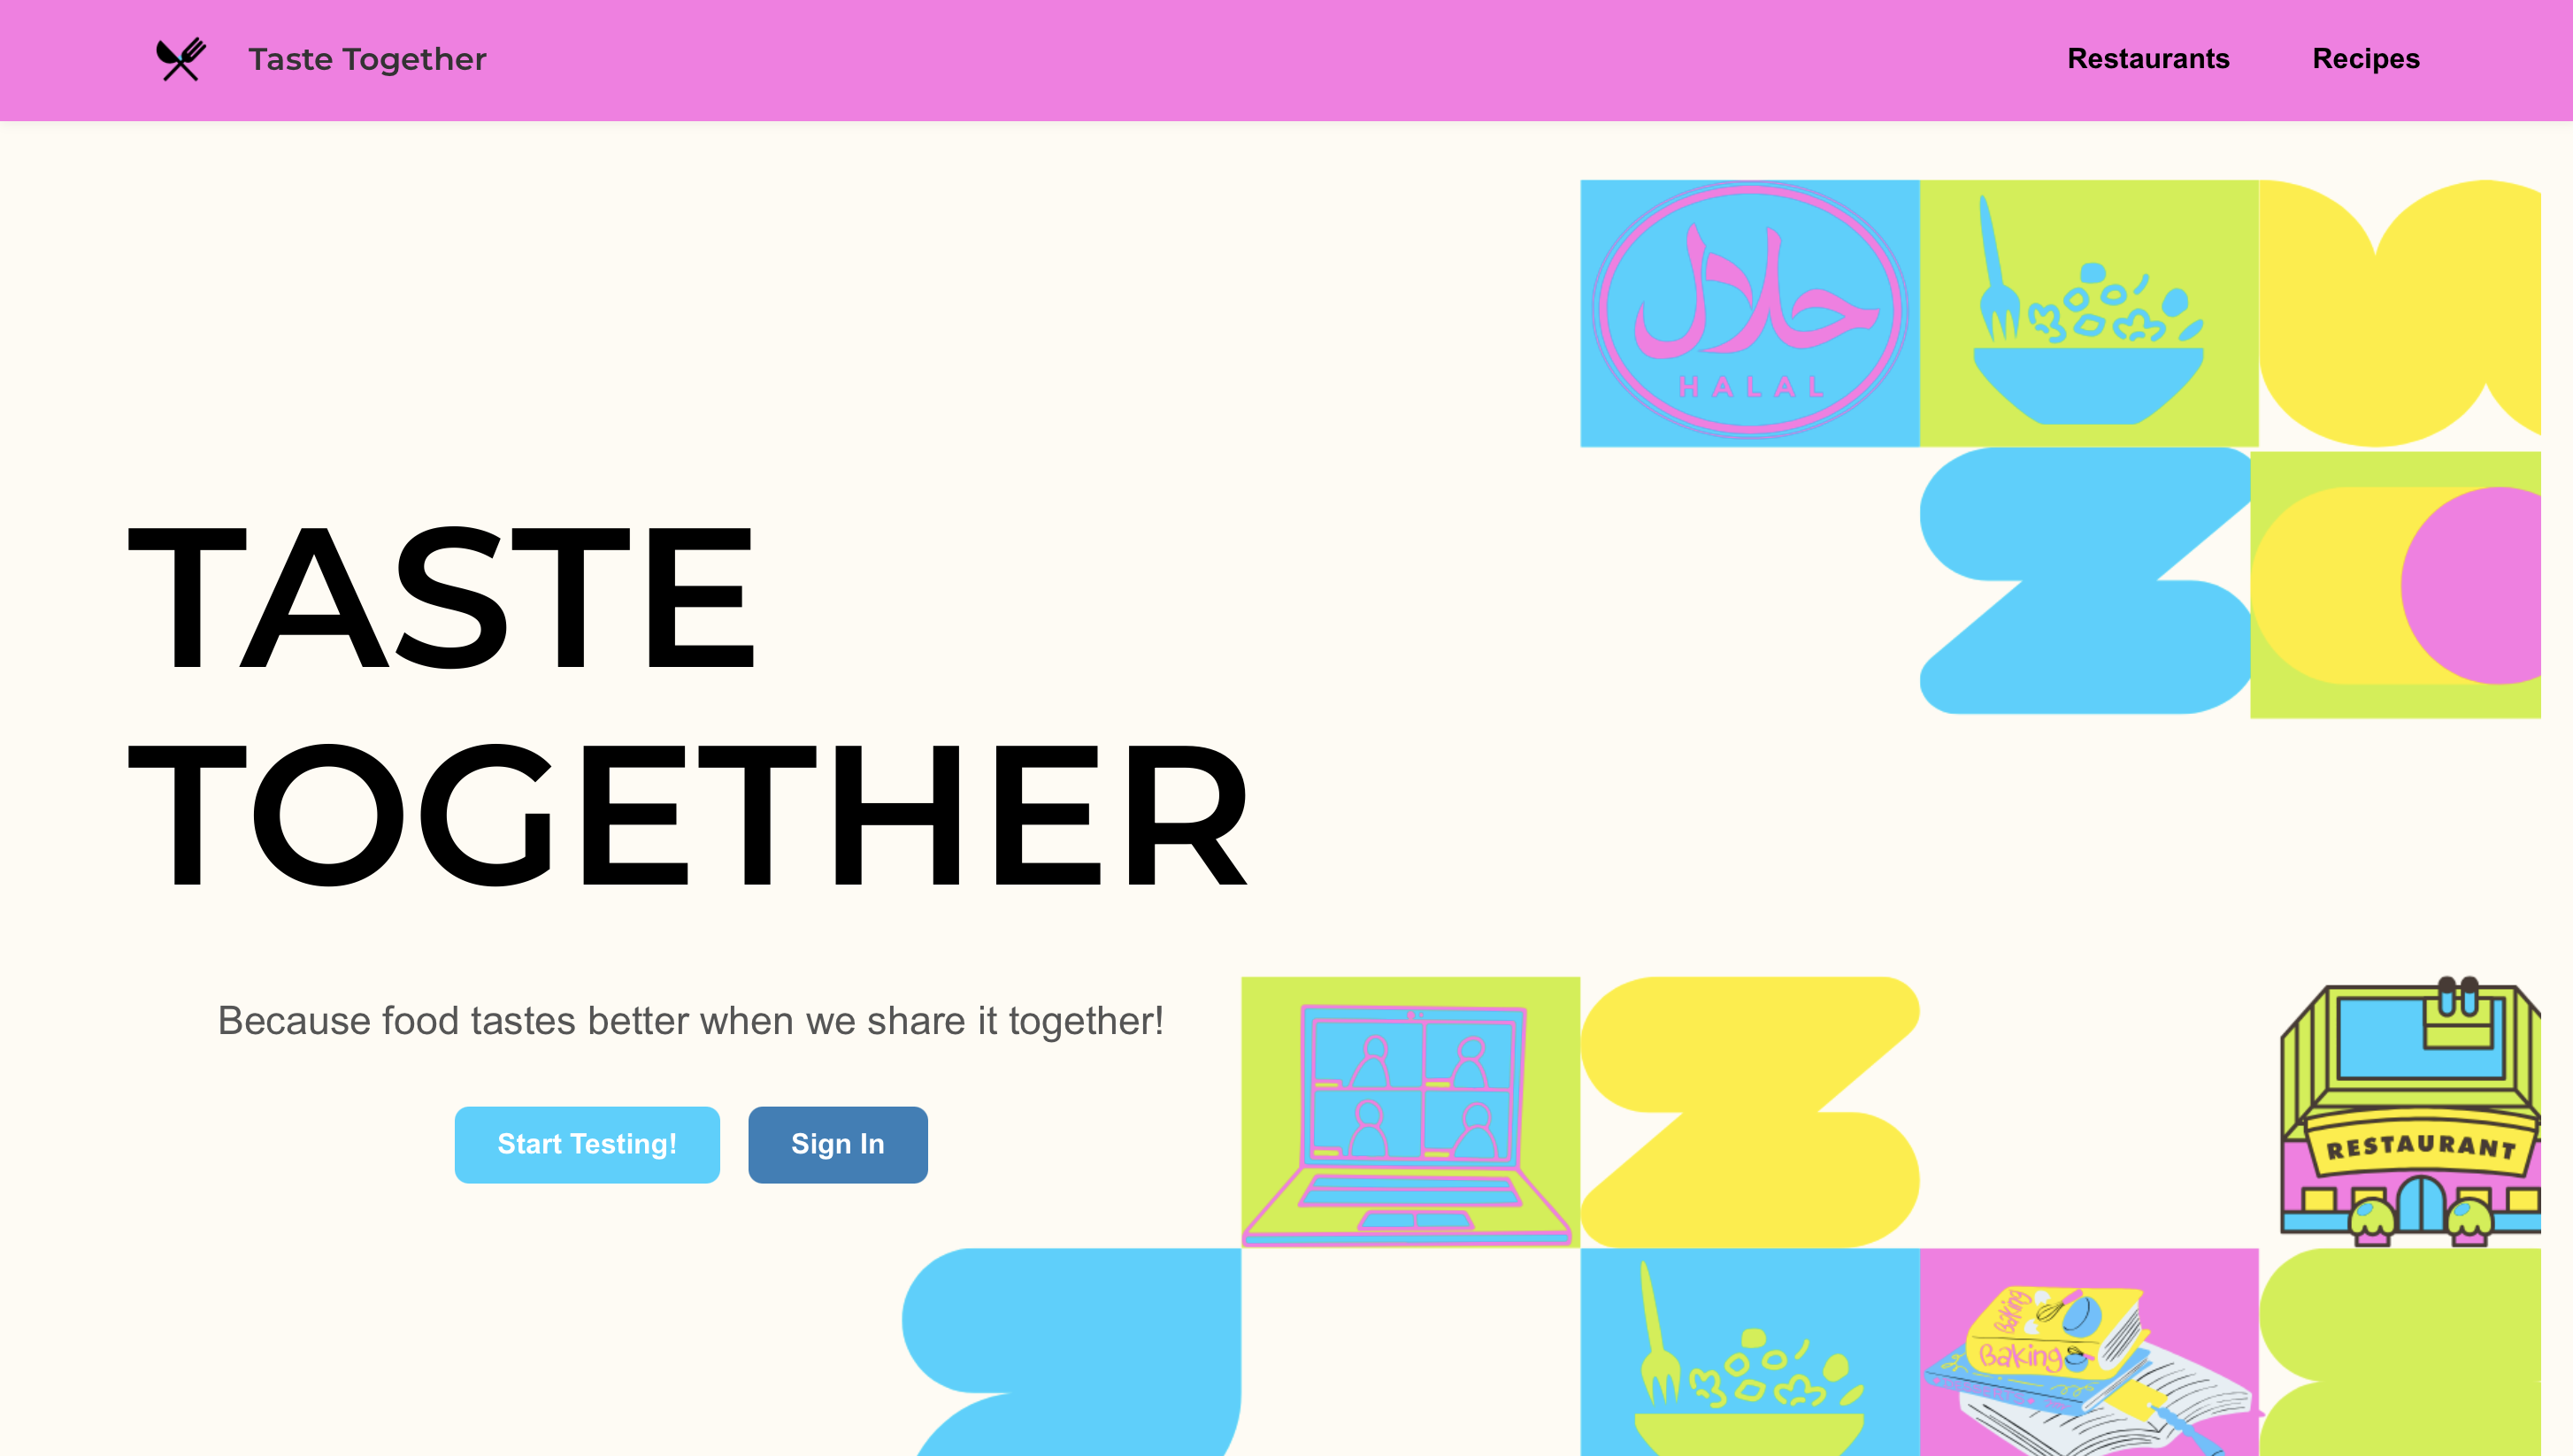 Taste Together
Restaurants
Recipes
حلال
HALAL
TASTE
TOGETHER
Because food tastes better when we share it together!
Start Testing!
Sign In
RESTAURANT
Baking
Baking